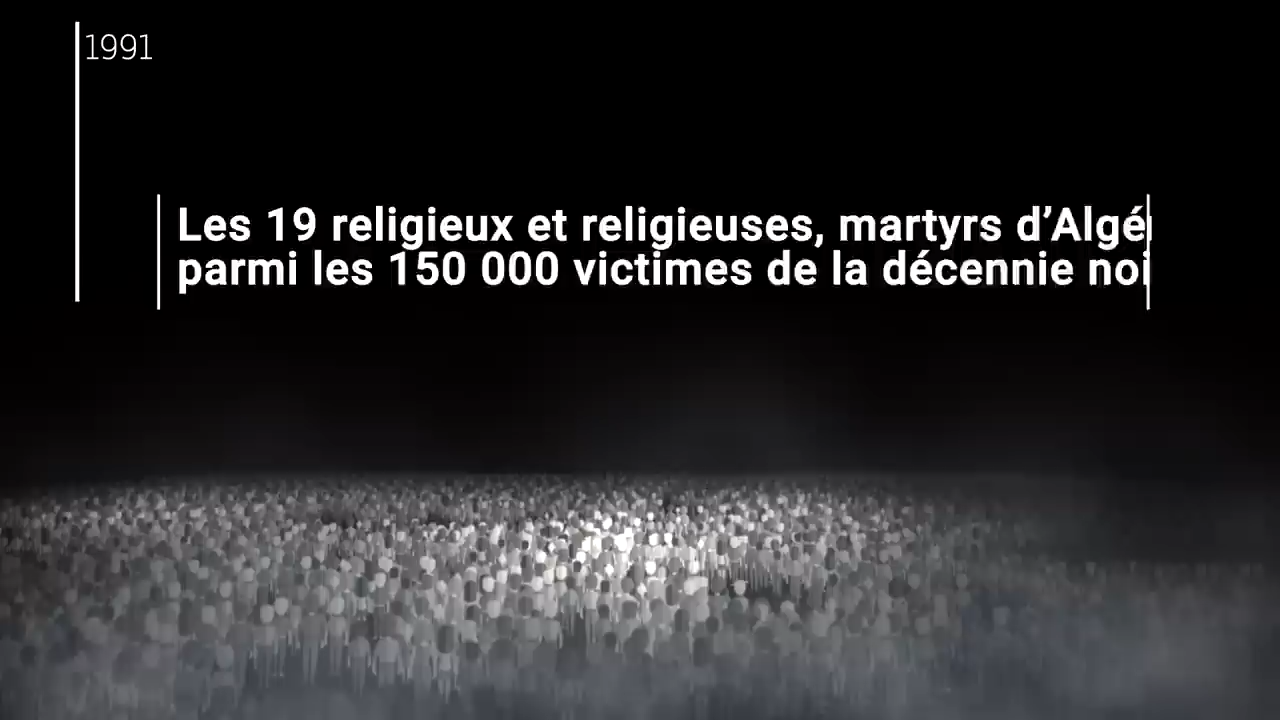 1991
Les 19 religieux et religieuses, martyrs d’Algé
parmi les 150 000 victimes de la décennie noi